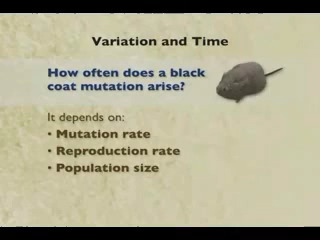 Variation and Time
How often does a black
coat mutation arise?
It depends on:
• Mutation rate
• Reproduction rate
• Population size